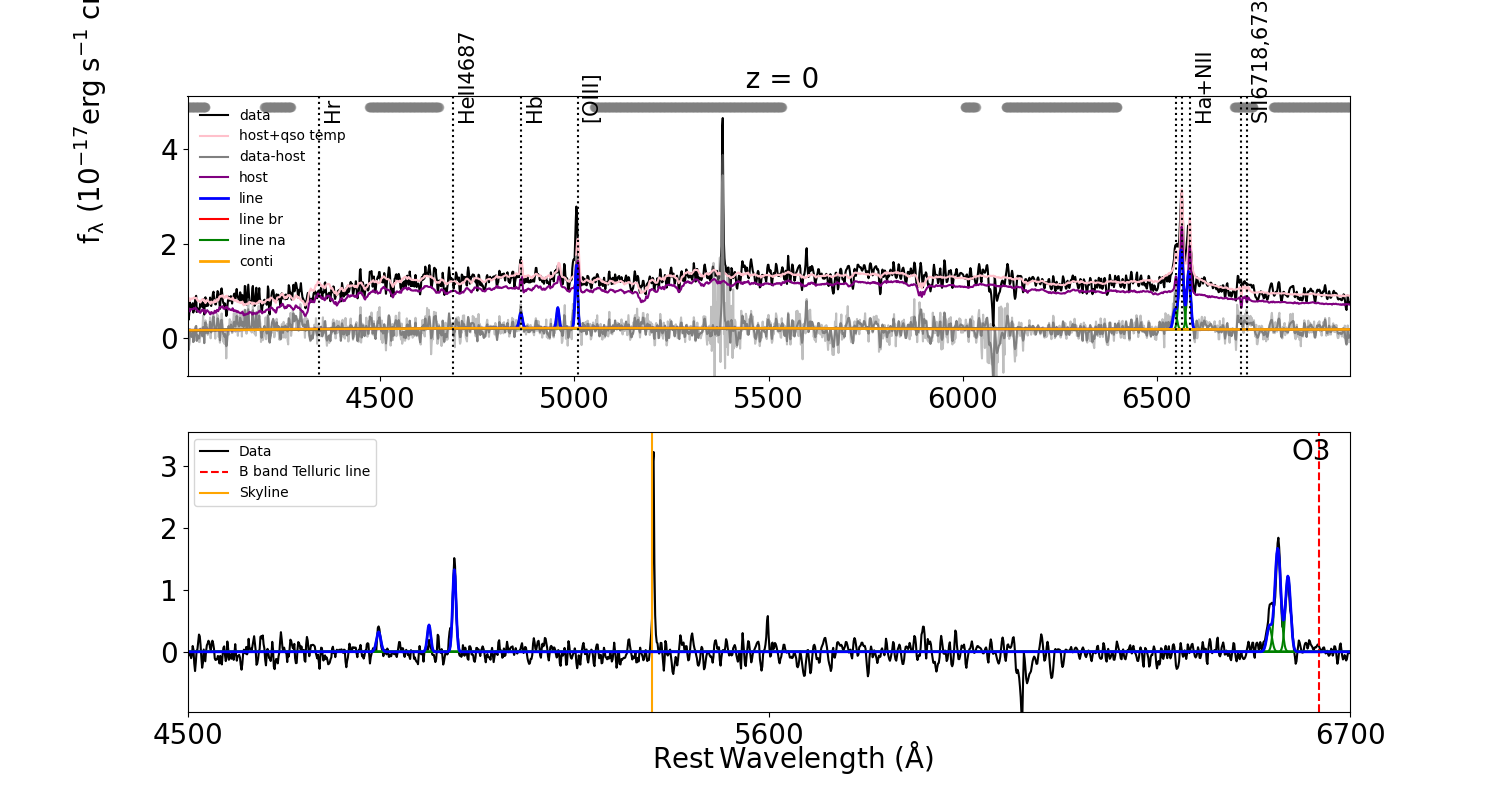 z = 0
f_λ (10^−17 erg s^−1
Hr
HeII4687
Hb
[OIII]
Ha+NII
SII6718,673
data
host+qso temp
data-host
host
line
line br
line na
conti
4
2
0
4500
5000
5500
6000
6500
Data
B band Telluric line
Skyline
O3
3
2
1
0
4500
5600
6700
Rest Wavelength (Å)